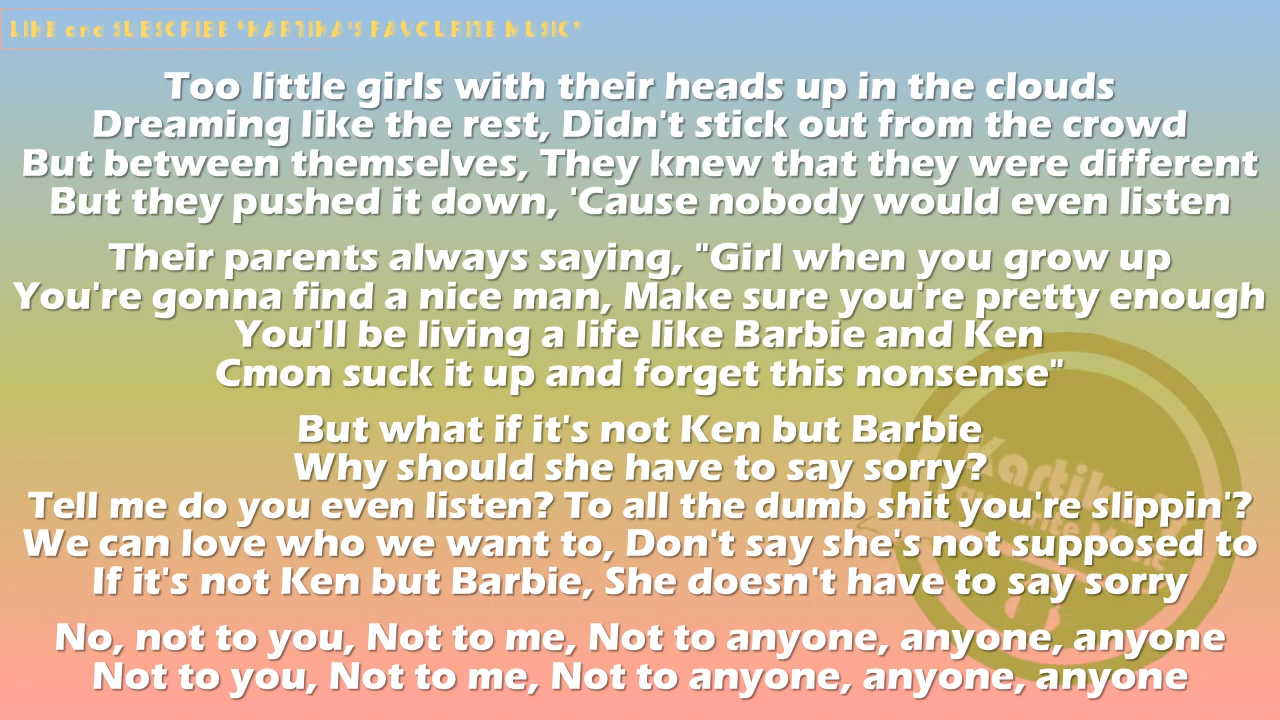 LIKE and SUBSCRIBE "KARTIKA'S FAVOURITE MUSIC"
Too little girls with their heads up in the clouds
Dreaming like the rest, Didn't stick out from the crowd
But between themselves, They knew that they were different
But they pushed it down, 'Cause nobody would even listen
Their parents always saying, "Girl when you grow up
You're gonna find a nice man, Make sure you're pretty enough
You'll be living a life like Barbie and Ken
Cmon suck it up and forget this nonsense"
But what if it's not Ken but Barbie
Why should she have to say sorry?
Tell me do you even listen? To all the dumb shit you're slippin'?
We can love who we want to, Don't say she's not supposed to
If it's not Ken but Barbie, She doesn't have to say sorry
No, not to you, Not to me, Not to anyone, anyone, anyone
Not to you, Not to me, Not to anyone, anyone, anyone